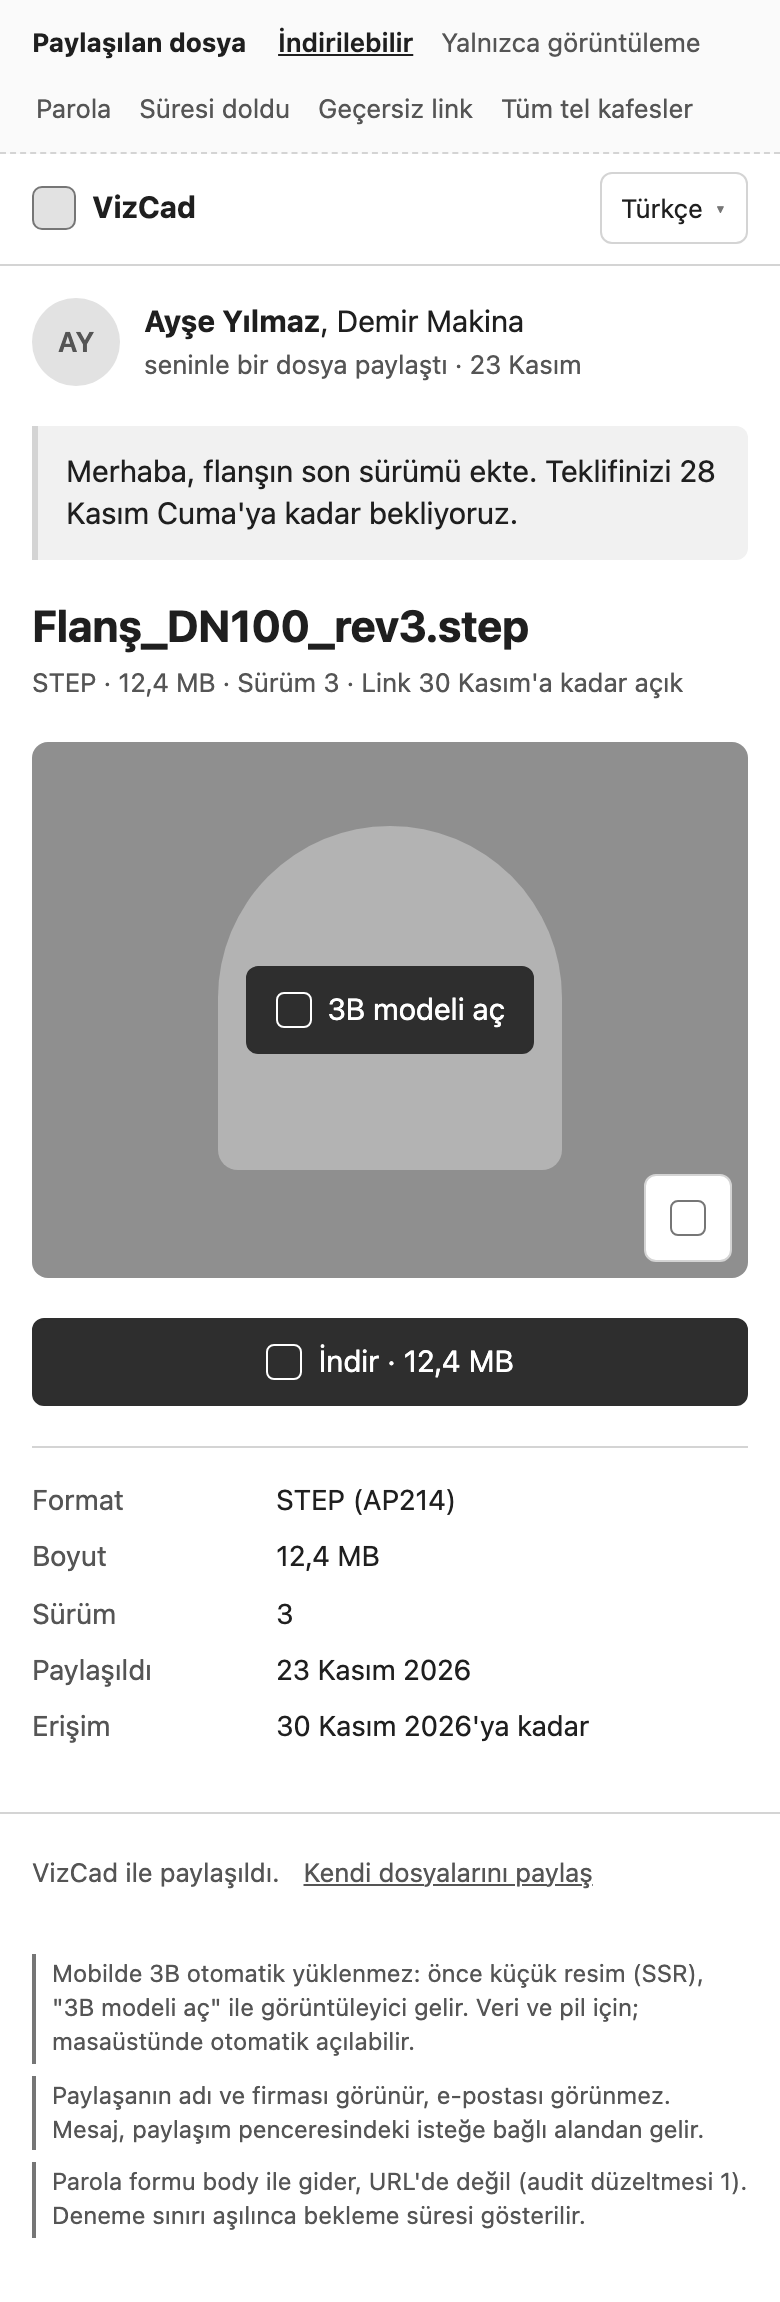 Paylaşılan dosya İndirilebilir Yalnızca görüntüleme
Parola Süresi doldu Geçersiz link Tüm tel kafesler
VizCad Türkçe ▾
AY Ayşe Yılmaz, Demir Makina
seninle bir dosya paylaştı · 23 Kasım
Merhaba, flanşın son sürümü ekte. Teklifinizi 28
Kasım Cuma'ya kadar bekliyoruz.
Flanş_DN100_rev3.step
STEP · 12,4 MB · Sürüm 3 · Link 30 Kasım'a kadar açık
3B modeli aç
İndir · 12,4 MB
Format STEP (AP214)
Boyut 12,4 MB
Sürüm 3
Paylaşıldı 23 Kasım 2026
Erişim 30 Kasım 2026'ya kadar
VizCad ile paylaşıldı. Kendi dosyalarını paylaş
Mobilde 3B otomatik yüklenmez: önce küçük resim (SSR),
"3B modeli aç" ile görüntüleyici gelir. Veri ve pil için;
masaüstünde otomatik açılabilir.
Paylaşanın adı ve firması görünür, e-postası görünmez.
Mesaj, paylaşım penceresindeki isteğe bağlı alandan gelir.
Parola formu body ile gider, URL'de değil (audit düzeltmesi 1).
Deneme sınırı aşılınca bekleme süresi gösterilir.